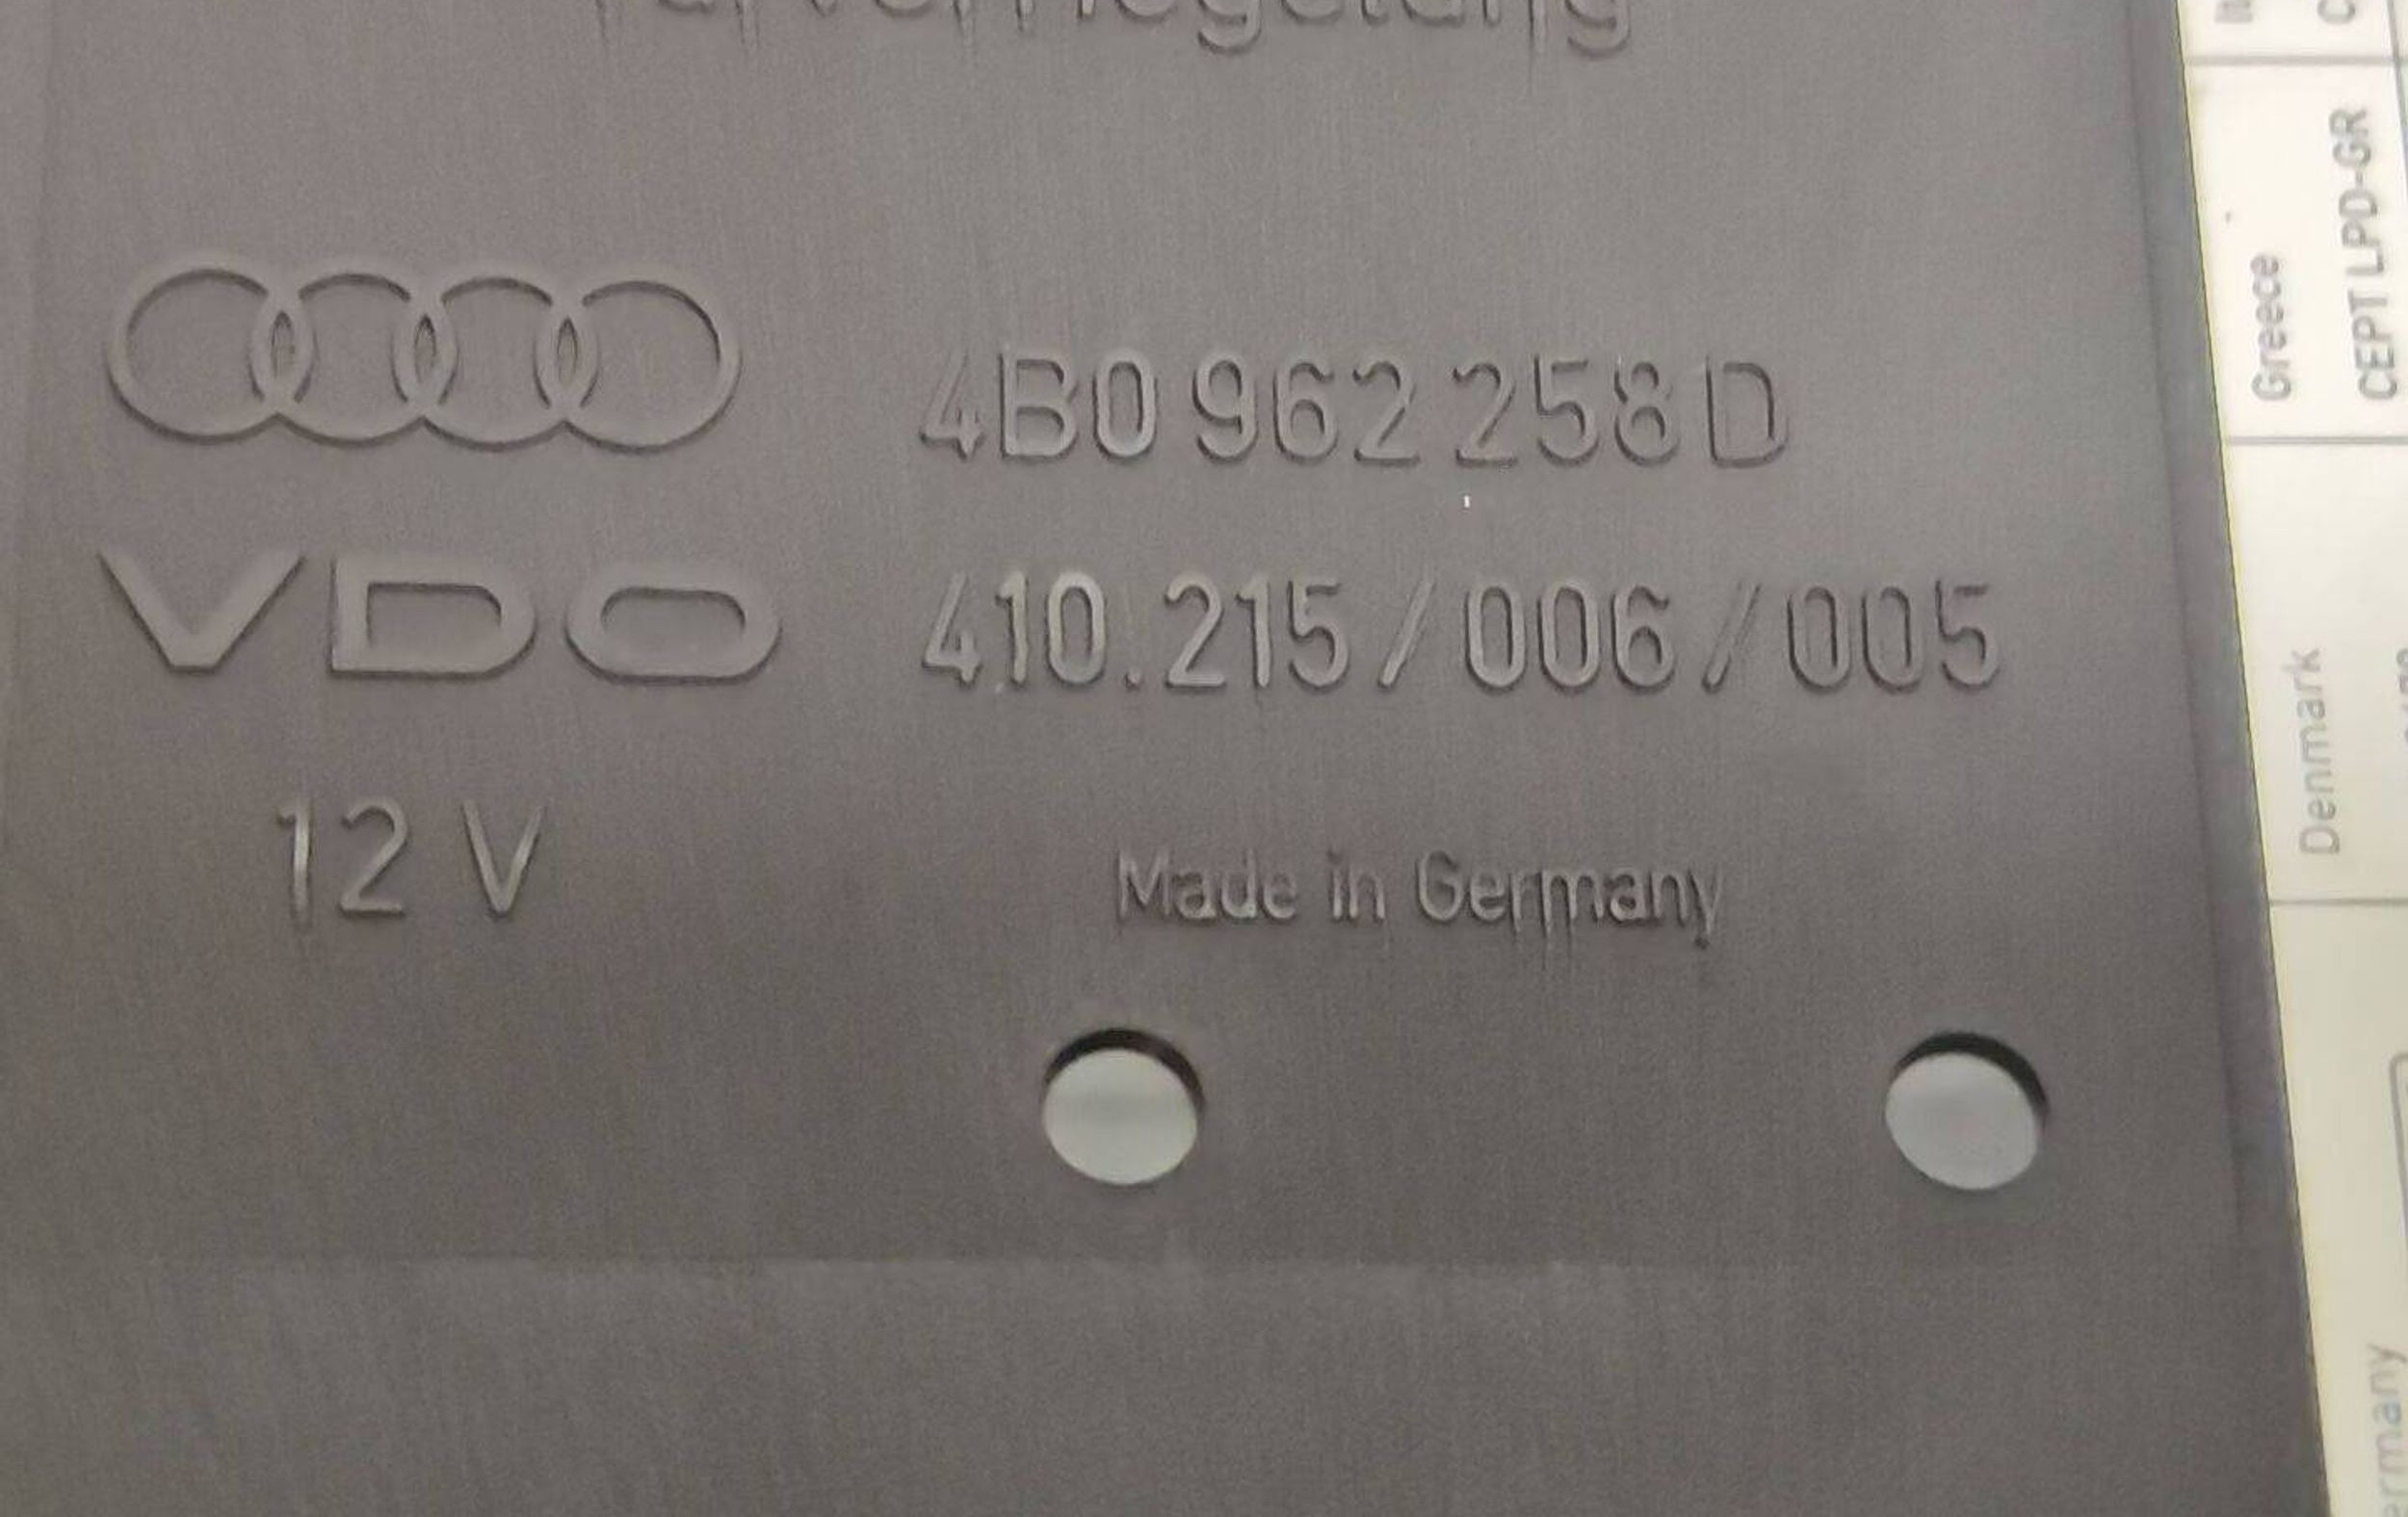 4B0 962 258 D
VDO 410.215/006/005
12 V
Made in Germany
Greece
CEPT LPD-GR
Denmark